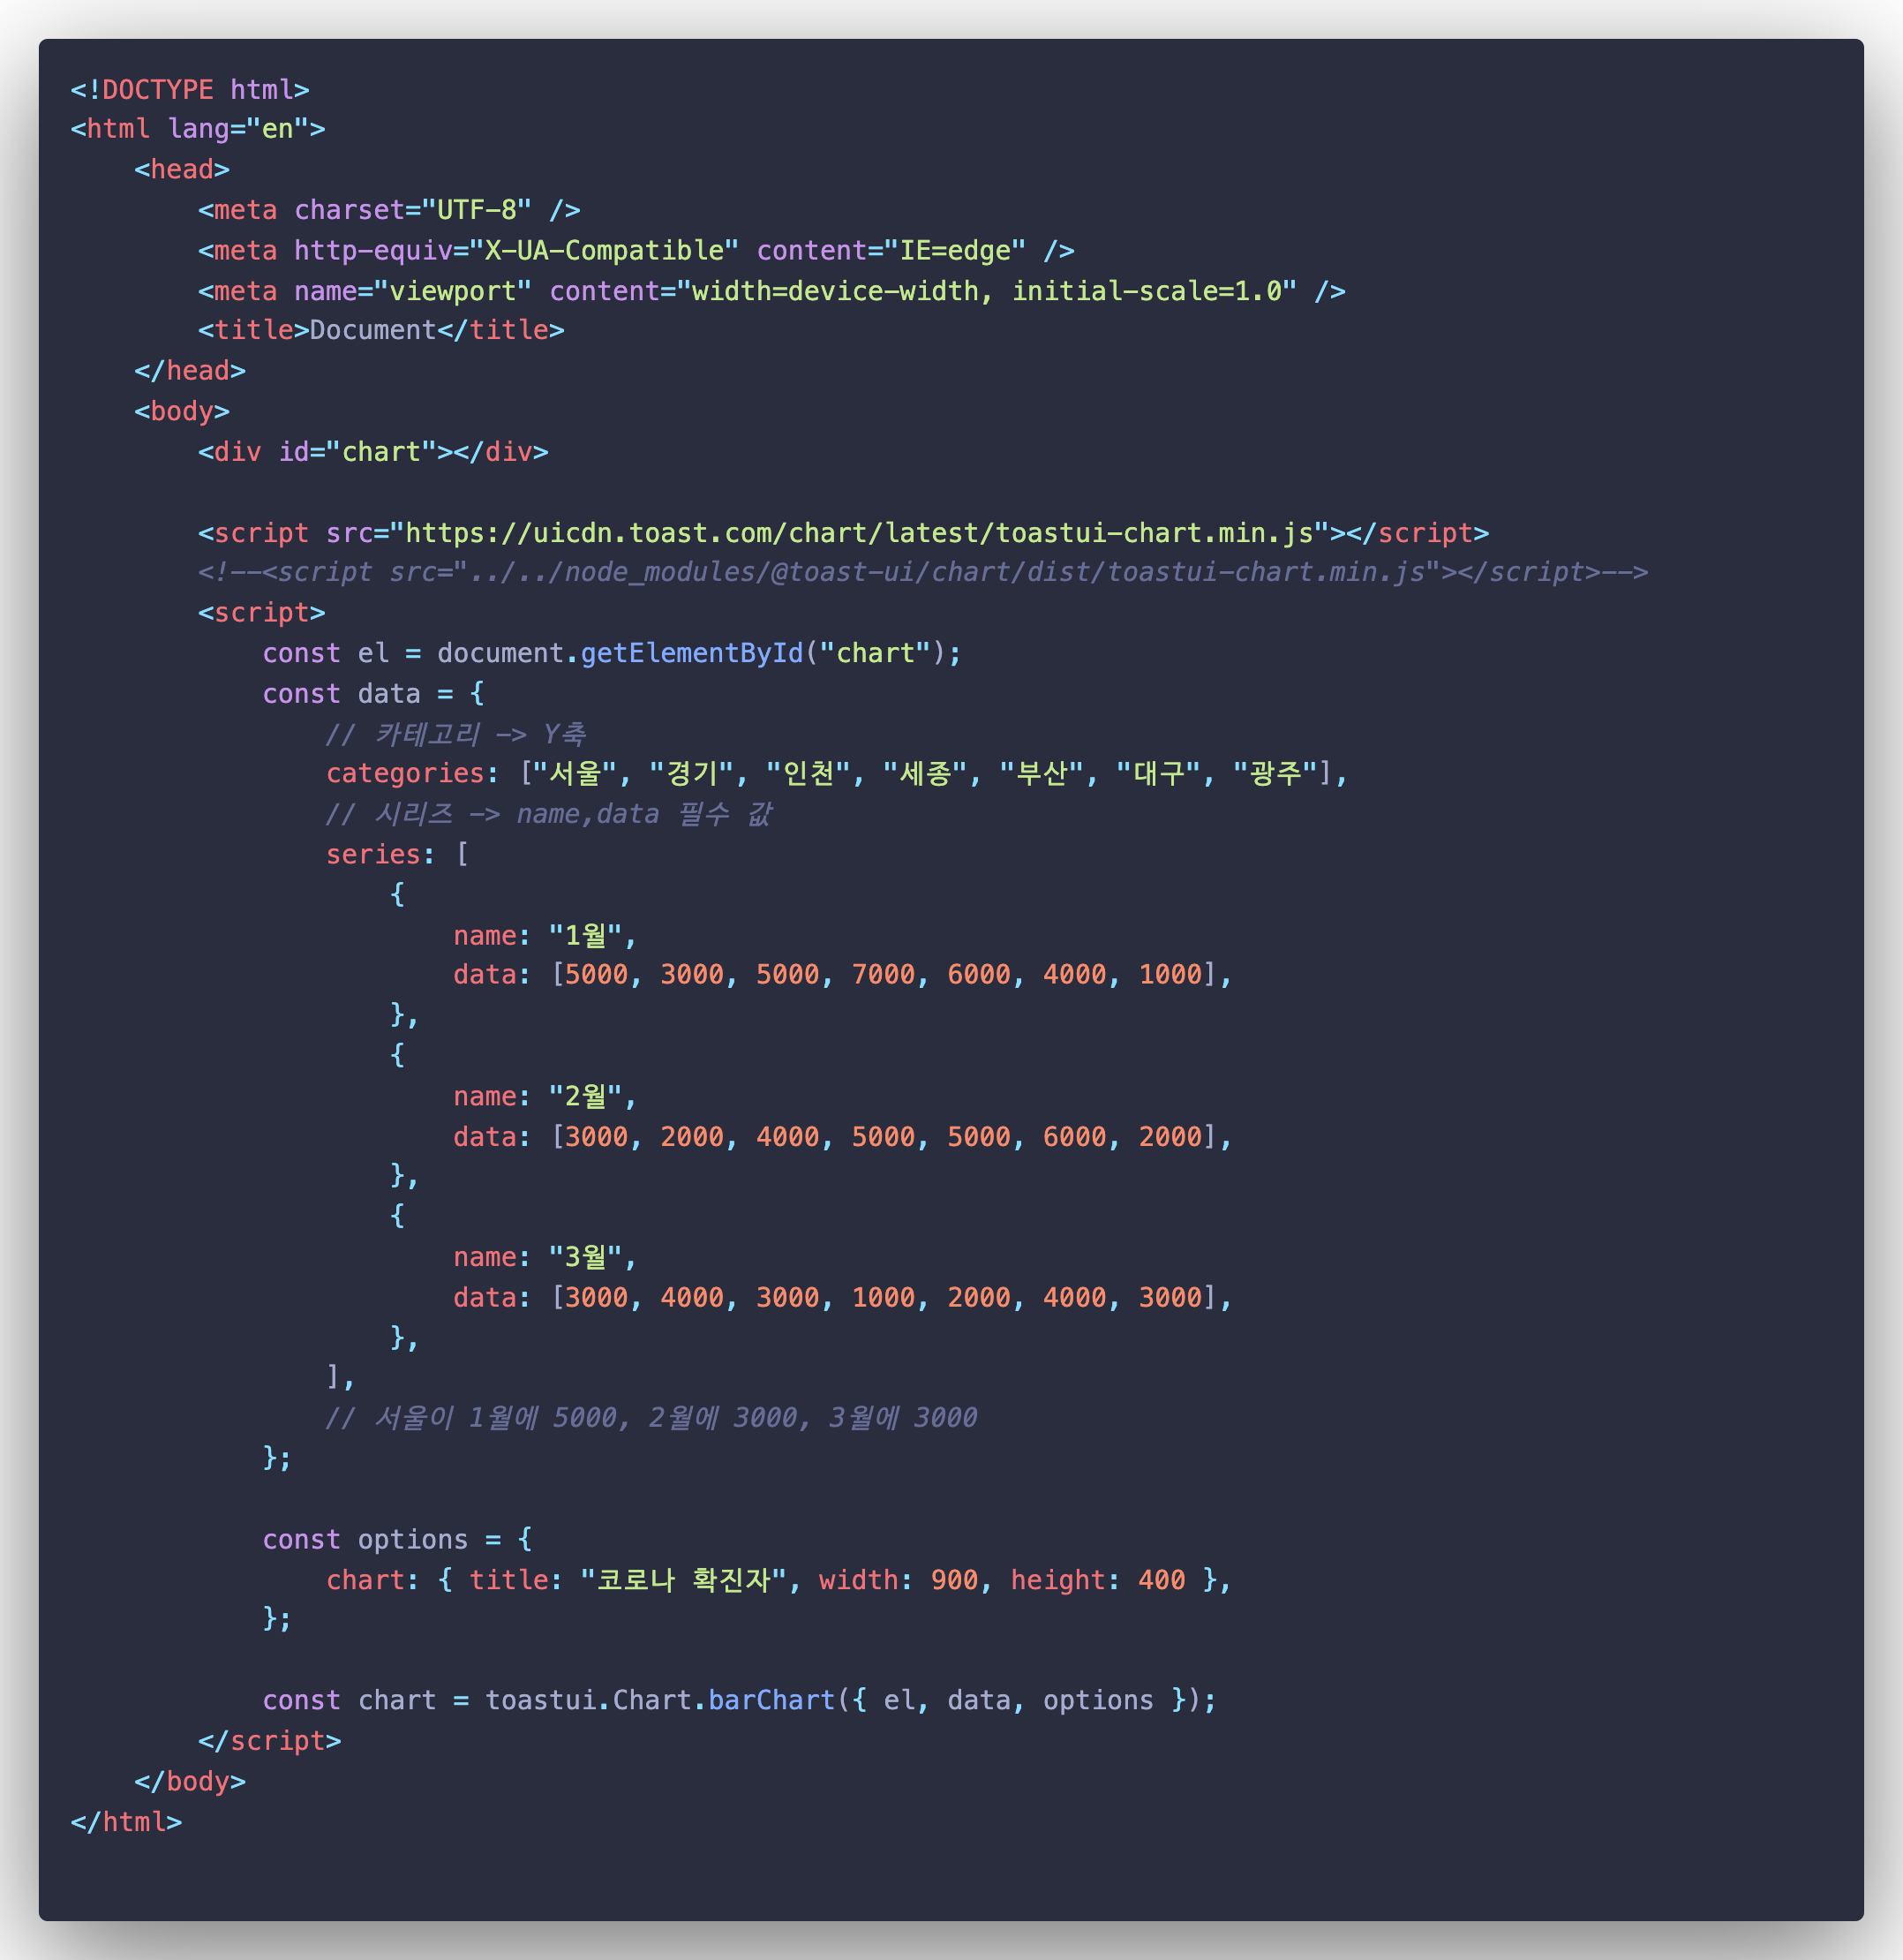 <!DOCTYPE html>
<html lang="en">
    <head>
        <meta charset="UTF-8" />
        <meta http-equiv="X-UA-Compatible" content="IE=edge" />
        <meta name="viewport" content="width=device-width, initial-scale=1.0" />
        <title>Document</title>
    </head>
    <body>
        <div id="chart"></div>

        <script src="https://uicdn.toast.com/chart/latest/toastui-chart.min.js"></script>
        <!--<script src="../../node_modules/@toast-ui/chart/dist/toastui-chart.min.js"></script>-->
        <script>
            const el = document.getElementById("chart");
            const data = {
                // 카테고리 -> Y축
                categories: ["서울", "경기", "인천", "세종", "부산", "대구", "광주"],
                // 시리즈 -> name,data 필수 값
                series: [
                    {
                        name: "1월",
                        data: [5000, 3000, 5000, 7000, 6000, 4000, 1000],
                    },
                    {
                        name: "2월",
                        data: [3000, 2000, 4000, 5000, 5000, 6000, 2000],
                    },
                    {
                        name: "3월",
                        data: [3000, 4000, 3000, 1000, 2000, 4000, 3000],
                    },
                ],
                // 서울이 1월에 5000, 2월에 3000, 3월에 3000
            };

            const options = {
                chart: { title: "코로나 확진자", width: 900, height: 400 },
            };

            const chart = toastui.Chart.barChart({ el, data, options });
        </script>
    </body>
</html>